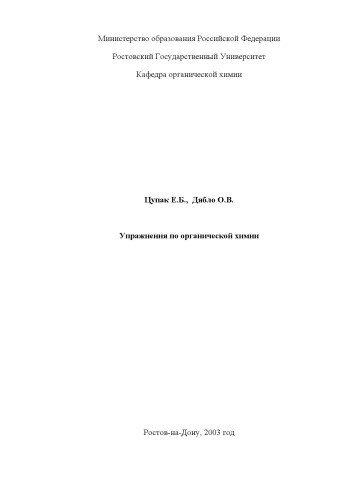 Министерство образования Российской Федерации
Ростовский Государственный Университет
Кафедра органической химии
Цупак Е.Б., Дябло О.В.
Упражнения по органической химии
Ростов-на-Дону, 2003 год